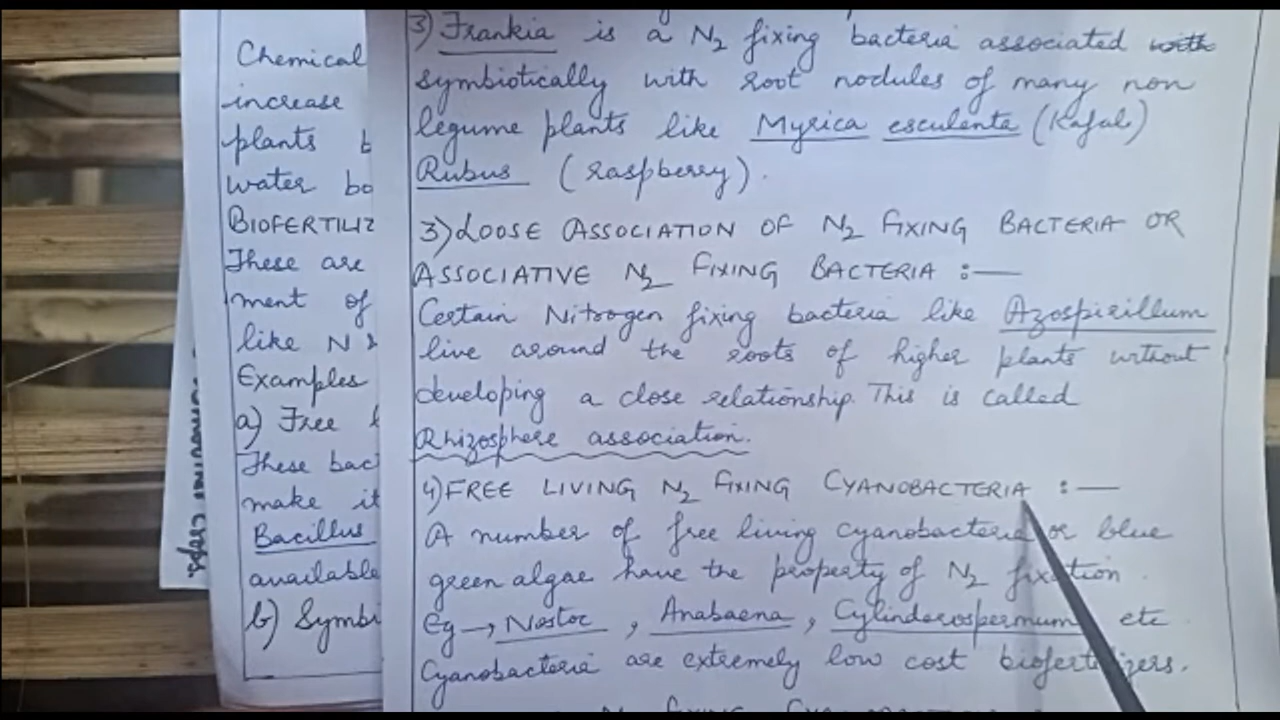 Chemical
increase
plants b
water bo
BIOFERTILIZ
These are
ment of
like N &
Examples
a) Free
These bact
make it
Bacillus
available
b) Symbi
3) Frankia is a N2 fixing bacteria associated with
symbiotically with root nodules of many non
legume plants like Myrica esculenta (Kafal)
Rubus (raspberry).
3) LOOSE ASSOCIATION OF N2 FIXING BACTERIA OR
ASSOCIATIVE N2 FIXING BACTERIA :—
Certain Nitrogen fixing bacteria like Azospirillum
live around the roots of higher plants without
developing a close relationship. This is called
Rhizosphere association.
4) FREE LIVING N2 FIXING CYANOBACTERIA :—
A number of free living cyanobacteria or blue
green algae have the property of N2 fixation.
Eg → Nostoc, Anabaena, Cylinderospermum etc
Cyanobacteria are extremely low cost biofertilizers.